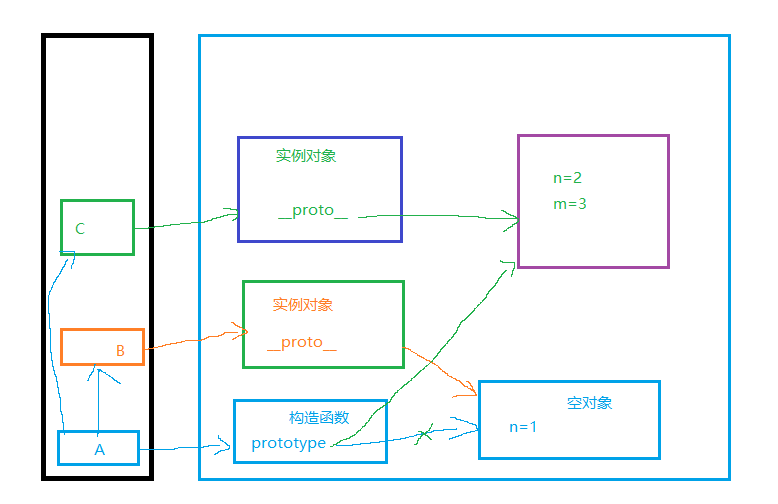 实例对象
n=2
m=3
__proto__
C
实例对象
__proto__
B
构造函数
空对象
n=1
prototype
A